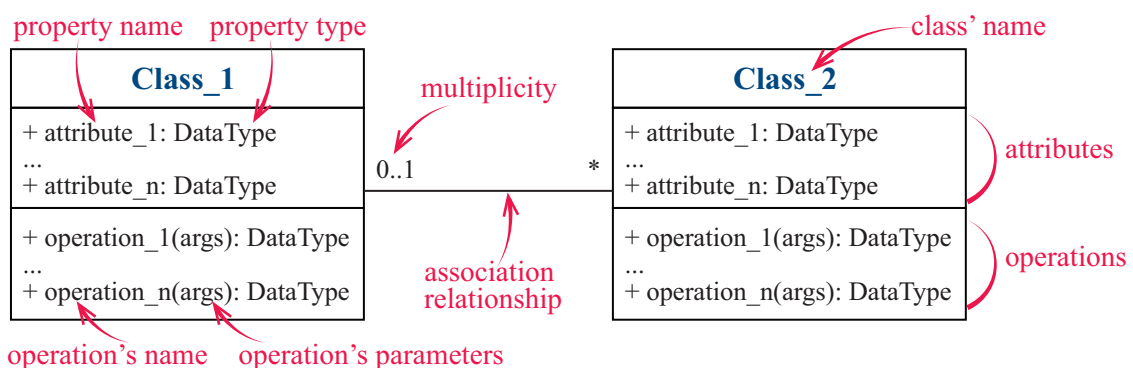 property name property type
class’ name
Class_1
Class_2
multiplicity
+ attribute_1: DataType
...
+ attribute_n: DataType
0..1
*
+ attribute_1: DataType
...
+ attribute_n: DataType
attributes
+ operation_1(args): DataType
...
+ operation_n(args): DataType
association
relationship
+ operation_1(args): DataType
...
+ operation_n(args): DataType
operations
operation’s name operation’s parameters